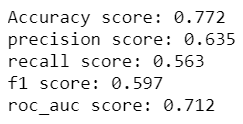 Accuracy score: 0.772
precision score: 0.635
recall score: 0.563
f1 score: 0.597
roc_auc score: 0.712